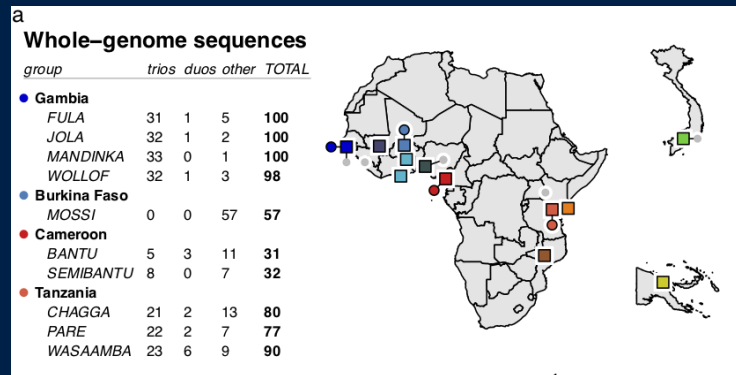 a
Whole–genome sequences
group trios duos other TOTAL
Gambia
FULA 31 1 5 100
JOLA 32 1 2 100
MANDINKA 33 0 1 100
WOLLOF 32 1 3 98
Burkina Faso
MOSSI 0 0 57 57
Cameroon
BANTU 5 3 11 31
SEMIBANTU 8 0 7 32
Tanzania
CHAGGA 21 2 13 80
PARE 22 2 7 77
WASAAMBA 23 6 9 90